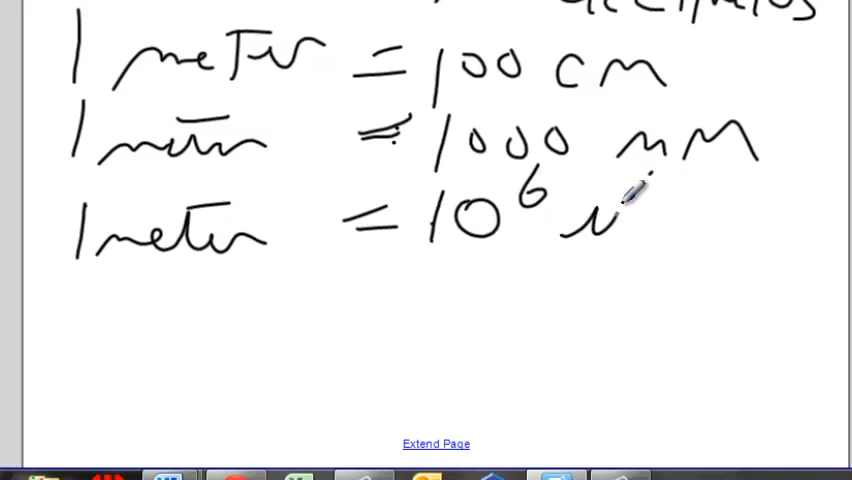 1 meter = 100 cm
1 meter = 1000 mm
1 meter = 10⁶
Extend Page